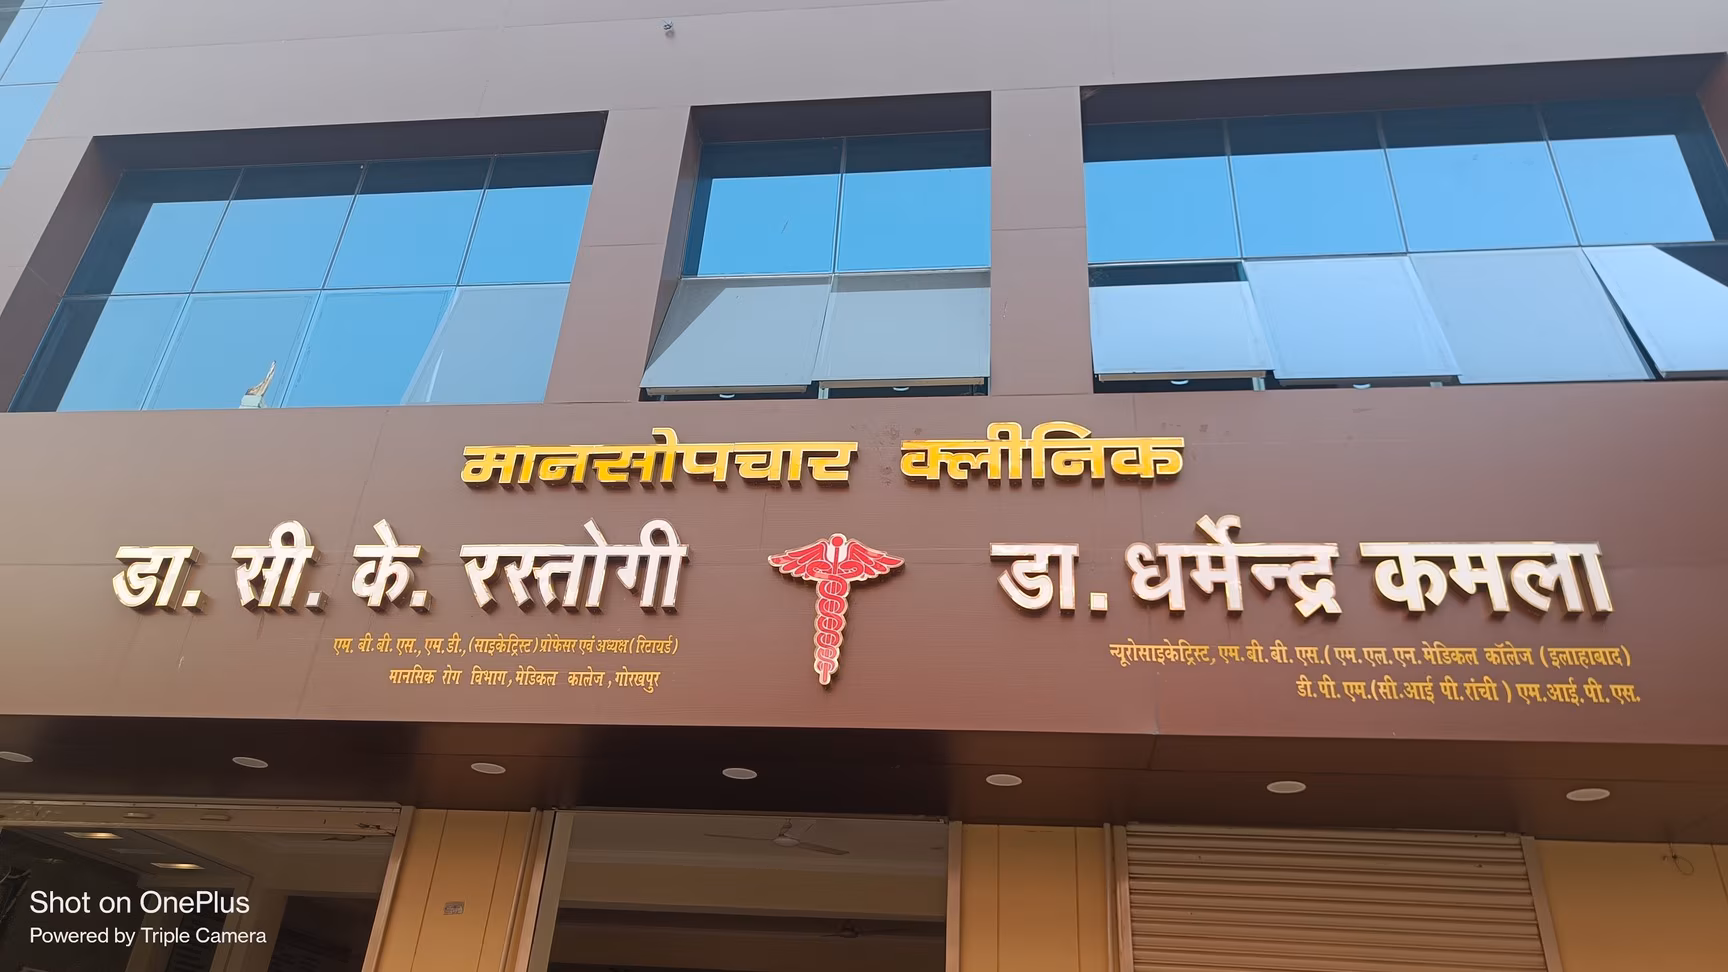 मानसोपचार क्लीनिक
डा. सी. के. रस्तोगी
एम. बी. बी. एस., एम. डी., (साइकेट्रिस्ट) प्रोफेसर एवं अध्यक्ष (रिटायर्ड)
मानसिक रोग विभाग, मेडिकल कालेज, गोरखपुर
डा. धर्मेन्द्र कमला
न्यूरोसाइकेट्रिस्ट, एम. बी. बी. एस. ( एम. एल. एन. मेडिकल कॉलेज ( इलाहाबाद)
डी. पी. एम. (सी. आई पी. रांची ) एम. आई. पी. एस.
Shot on OnePlus
Powered by Triple Camera